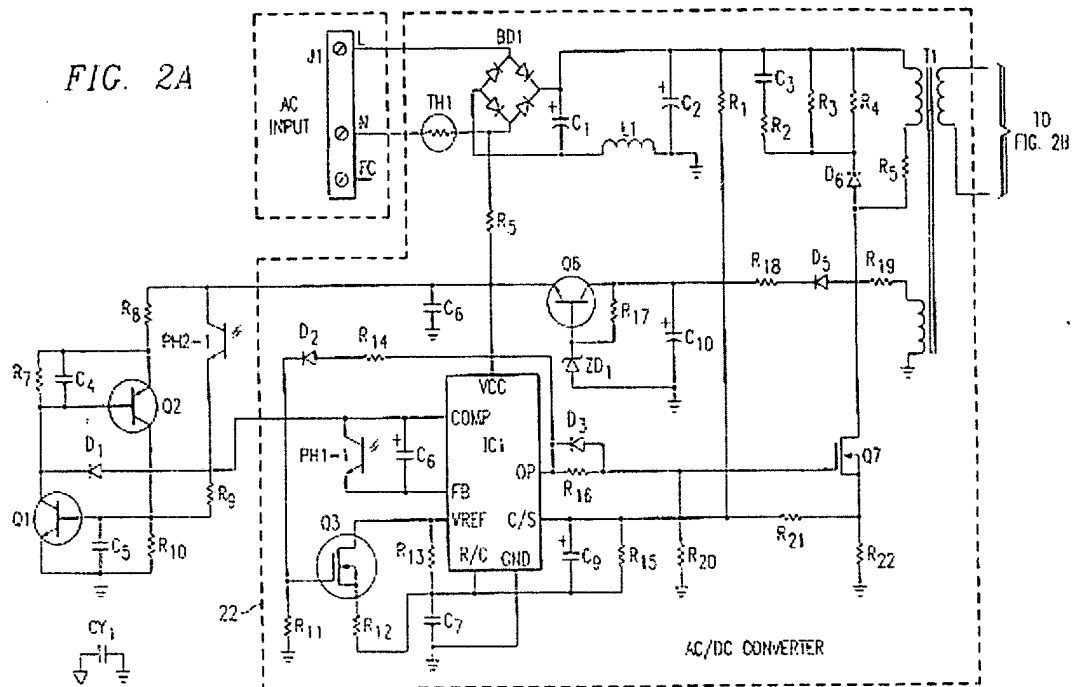 FIG. 2A
J1
L
AC
INPUT
N
FC
BD1
TH1
C1
L1
C2
R1
C3
R2
R3
R4
T1
TO
FIG. 2B
R5
D6
R5
Q6
R18
D5
R19
R8
PH2-1
C6
R17
C10
ZD1
D2
R14
R7
C4
Q2
VCC
COMP
IC1
OP
FB
VREF
C/S
R/C
GND
PH1-1
C6
D3
R16
Q7
D1
Q1
R9
C5
R10
Q3
R13
C9
R15
R20
R21
R22
22
R11
R12
C7
CY1
AC/DC CONVERTER